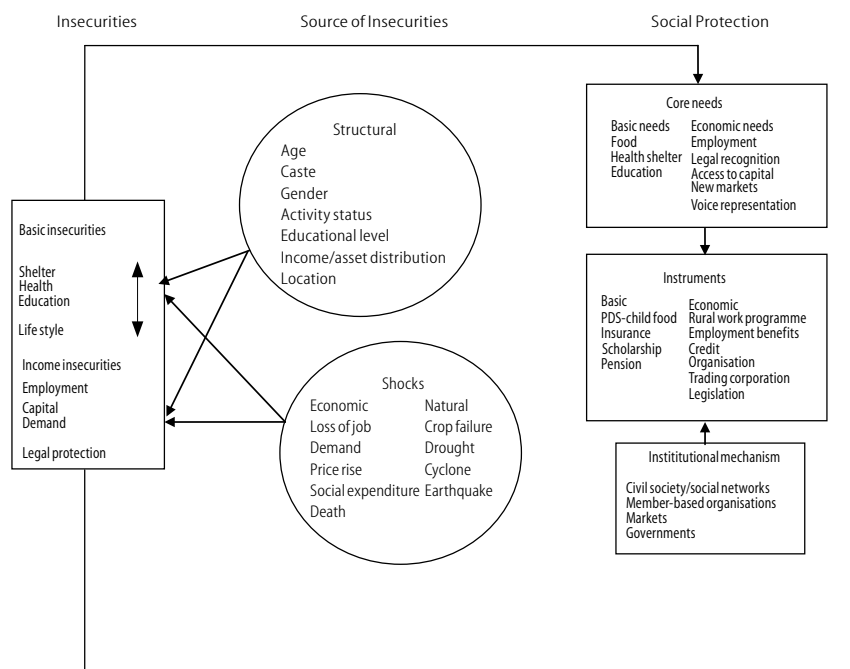 Insecurities
Source of Insecurities
Social Protection
Basic insecurities
Shelter
Health
Education
Life style
Income insecurities
Employment
Capital
Demand
Legal protection
Structural
Age
Caste
Gender
Activity status
Educational level
Income/asset distribution
Location
Shocks
Economic
Loss of job
Demand
Price rise
Social expenditure
Death
Natural
Crop failure
Drought
Cyclone
Earthquake
Core needs
Basic needs
Food
Health shelter
Education
Economic needs
Employment
Legal recognition
Access to capital
New markets
Voice representation
Instruments
Basic
PDS-child food
Insurance
Scholarship
Pension
Economic
Rural work programme
Employment benefits
Credit
Organisation
Trading corporation
Legislation
Instititutional mechanism
Civil society/social networks
Member-based organisations
Markets
Governments